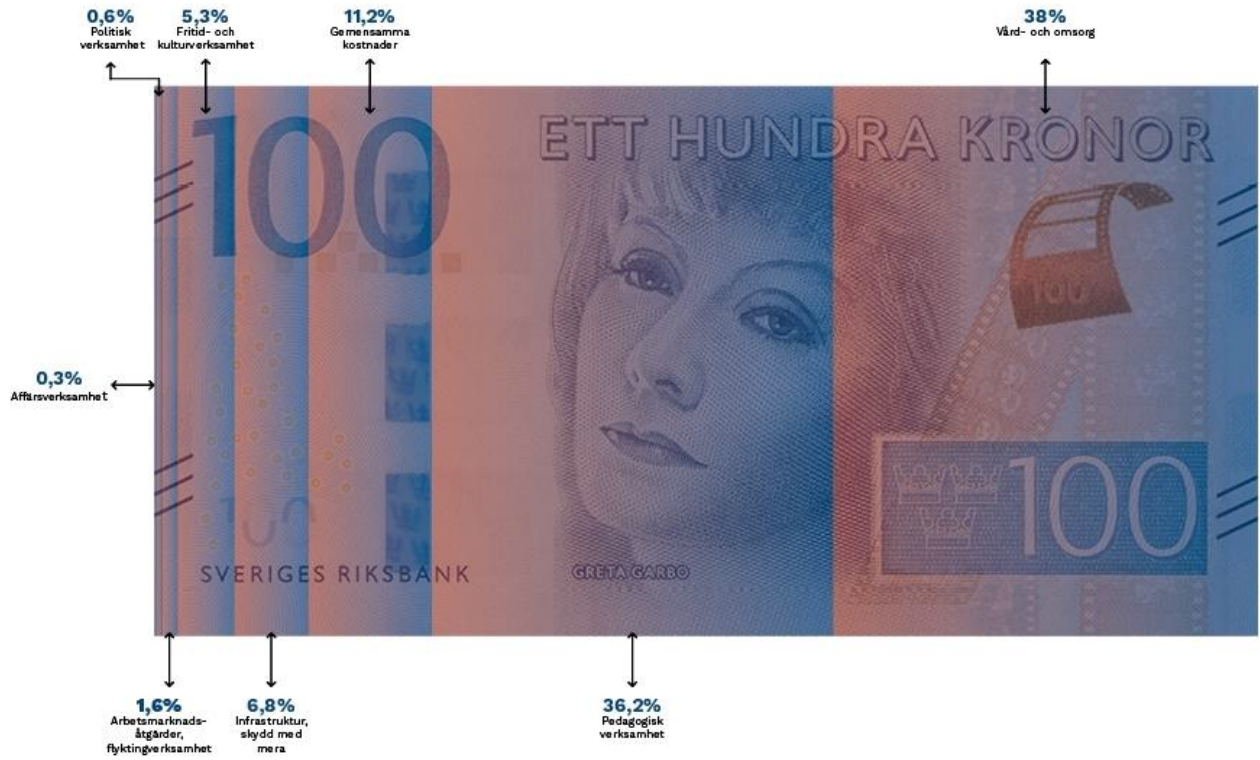 0,6%
Politisk
verksamhet
5,3%
Fritid- och
kulturverksamhet
11,2%
Gemensamma
kostnader
38%
Vård- och omsorg
100
ETT HUNDRA KRONOR
100
0,3%
Affärsverksamhet
100
100
SVERIGES RIKSBANK
GRETA GARBO
1,6%
Arbetsmarknads-
åtgärder,
flyktingverksamhet
6,8%
Infrastruktur,
skydd med
mera
36,2%
Pedagogisk
verksamhet